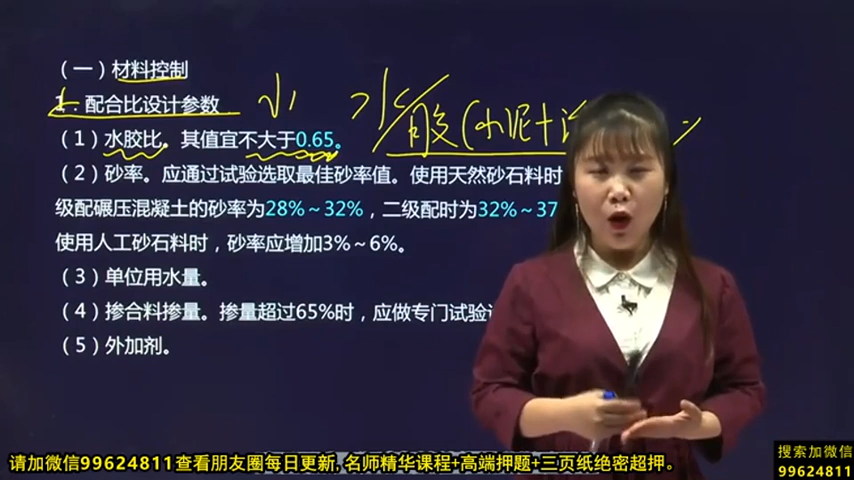 （一）材料控制
1. 配合比设计参数
水
水/胶(水泥+
（1）水胶比。其值宜不大于0.65。
（2）砂率。应通过试验选取最佳砂率值。使用天然砂石料时
级配碾压混凝土的砂率为28%～32%，二级配时为32%～37
使用人工砂石料时，砂率应增加3%～6%。
（3）单位用水量。
（4）掺合料掺量。掺量超过65%时，应做专门试验
（5）外加剂。
请加微信99624811查看朋友圈每日更新,名师精华课程+高端押题+三页纸绝密超押。
搜索加微信
99624811